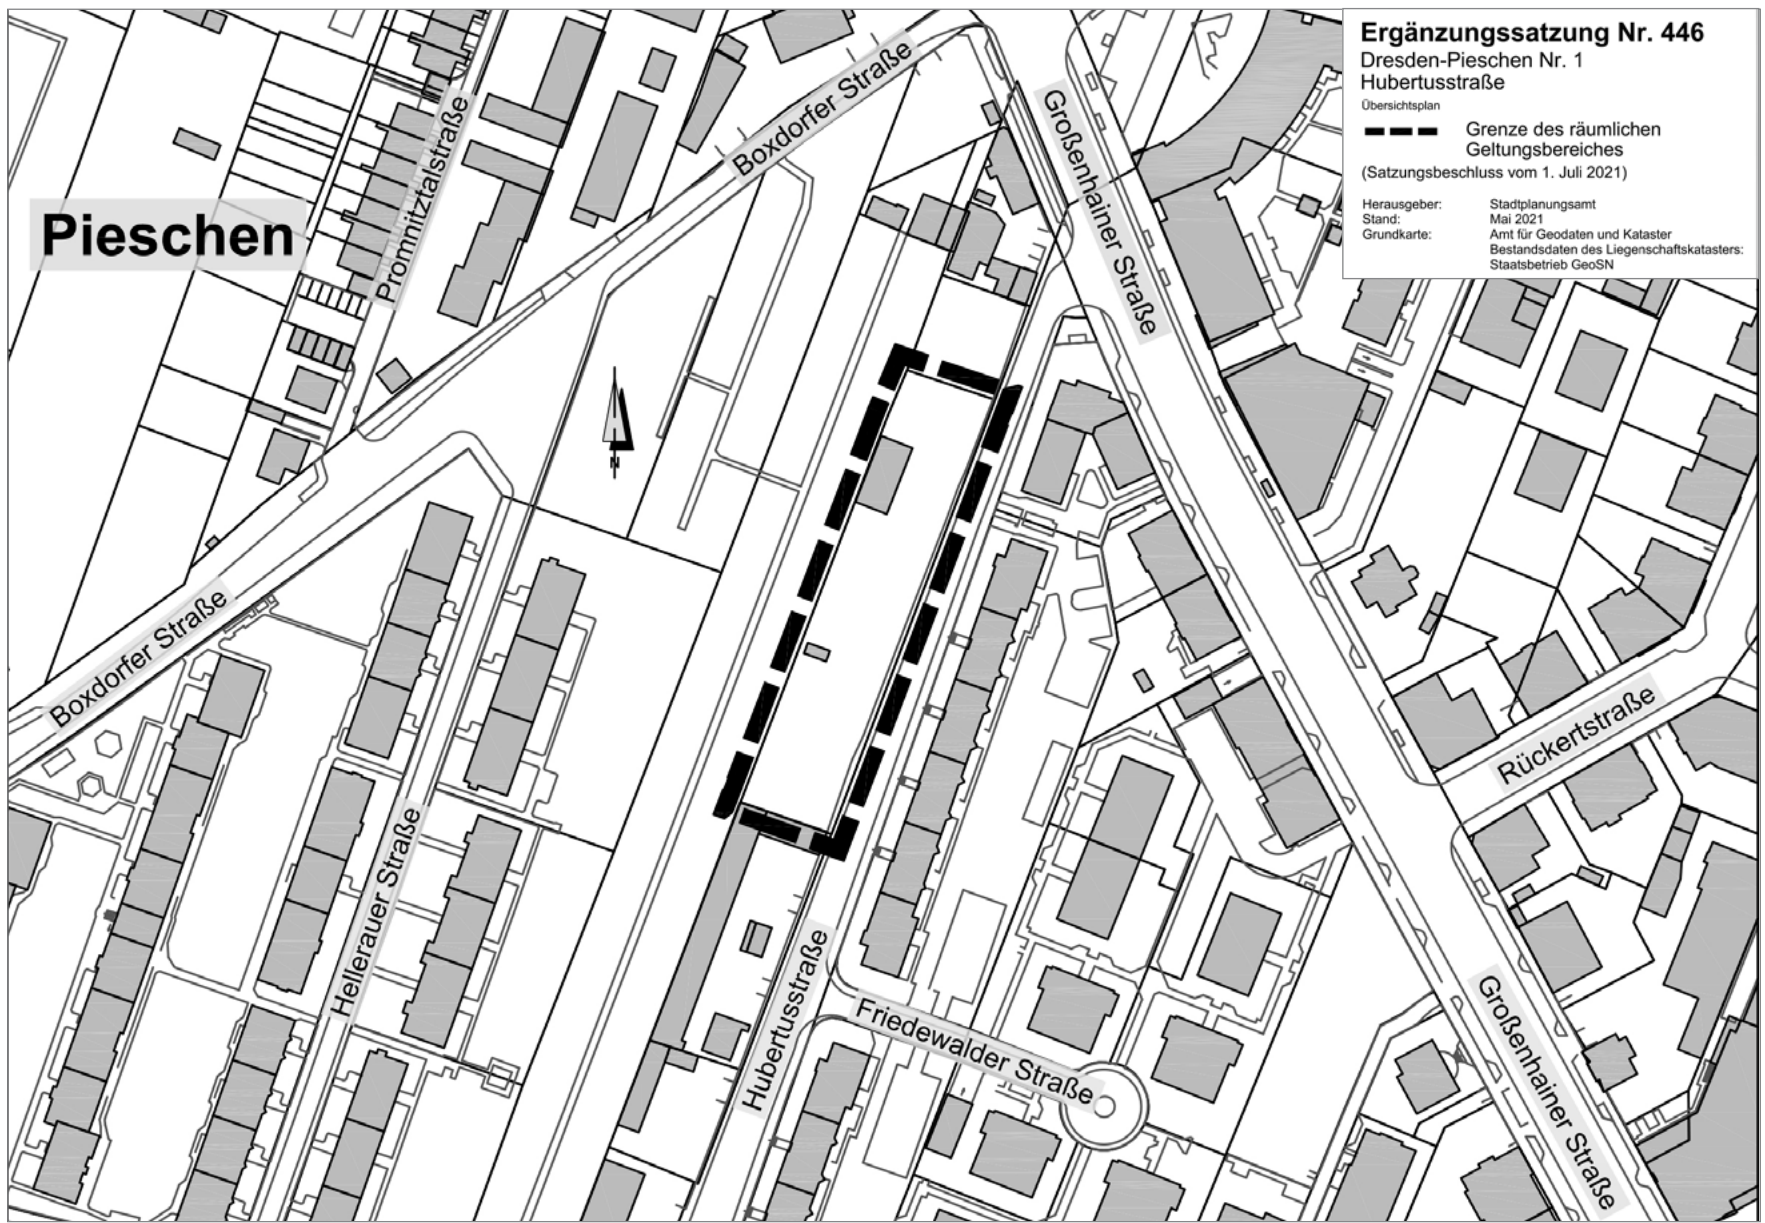 Ergänzungssatzung Nr. 446
Dresden-Pieschen Nr. 1
Hubertusstraße
Übersichtsplan
Grenze des räumlichen
Geltungsbereiches
(Satzungsbeschluss vom 1. Juli 2021)
Herausgeber: Stadtplanungsamt
Stand: Mai 2021
Grundkarte: Amt für Geodaten und Kataster
Bestandsdaten des Liegenschaftskatasters:
Staatsbetrieb GeoSN
Pieschen
Promnitztalstraße
Boxdorfer Straße
Großenhainer Straße
N
Boxdorfer Straße
Rückertstraße
Hellerauer Straße
Hubertusstraße
Friedewalder Straße
Großenhainer Straße